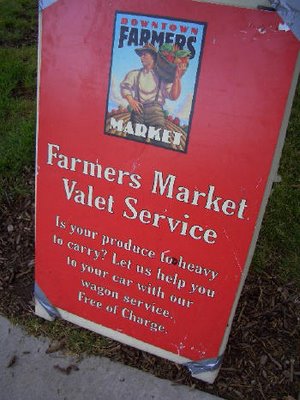 DOWNTOWN
FARMERS
MARKET
Farmers Market
Valet Service
Is your produce to heavy
to carry? Let us help you
to your car with our
wagon service.
Free of Charge.